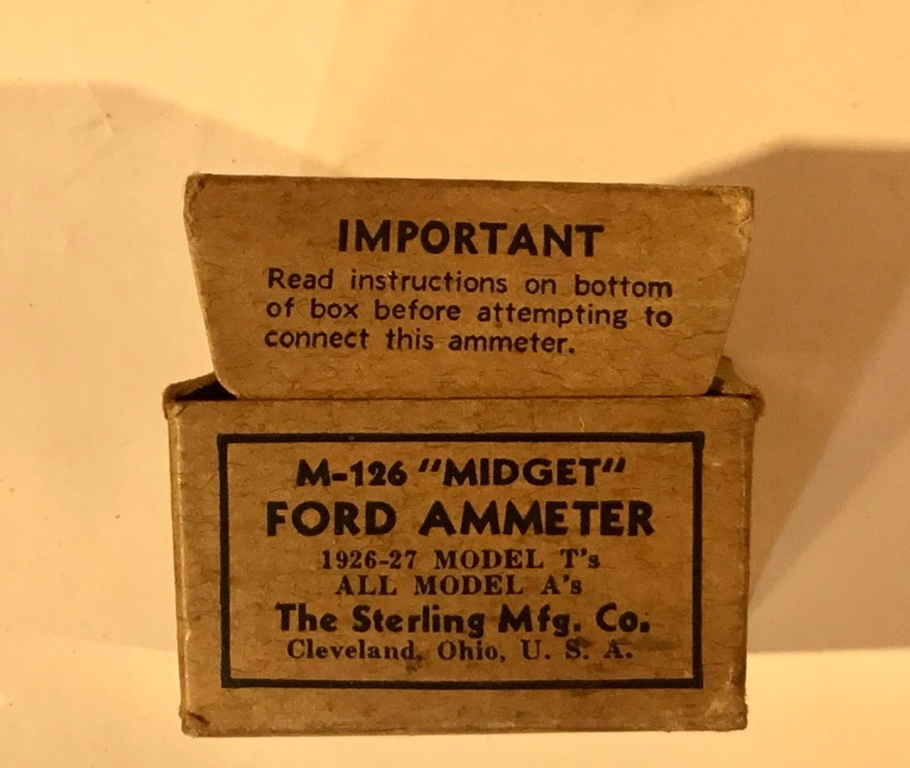 IMPORTANT
Read instructions on bottom
of box before attempting to
connect this ammeter.
M-126 "MIDGET"
FORD AMMETER
1926-27 MODEL T's
ALL MODEL A's
The Sterling Mfg. Co.
Cleveland, Ohio, U. S. A.